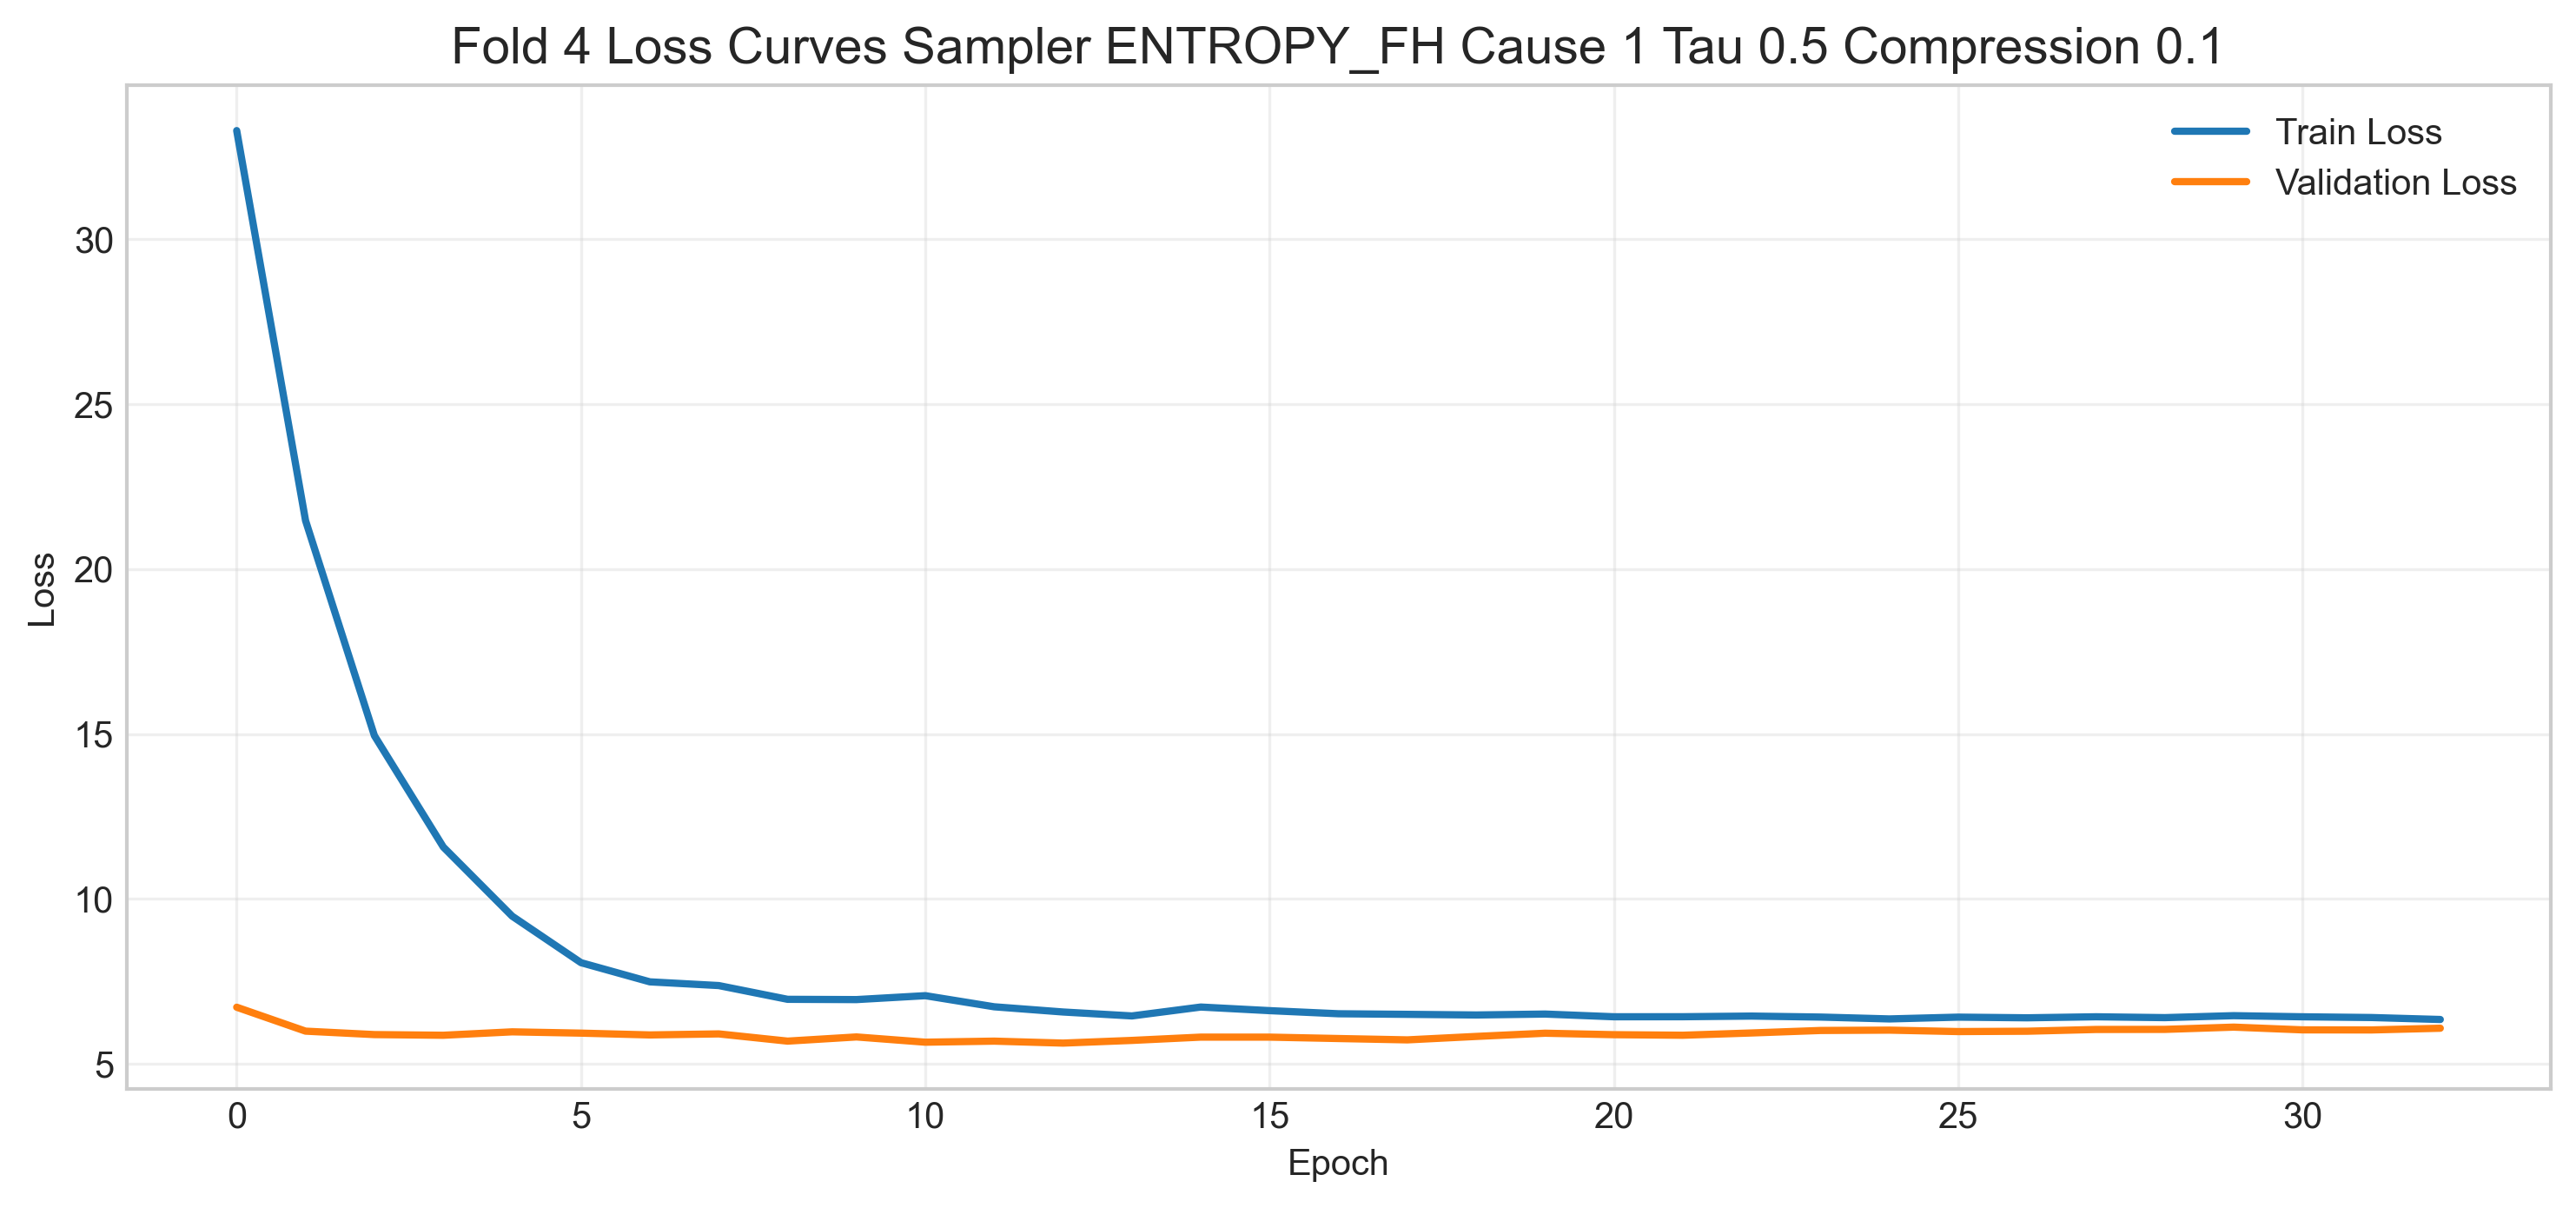 Fold 4 Loss Curves Sampler ENTROPY_FH Cause 1 Tau 0.5 Compression 0.1
Train Loss
Validation Loss
Loss
30
25
20
15
10
5
0 5 10 15 20 25 30
Epoch